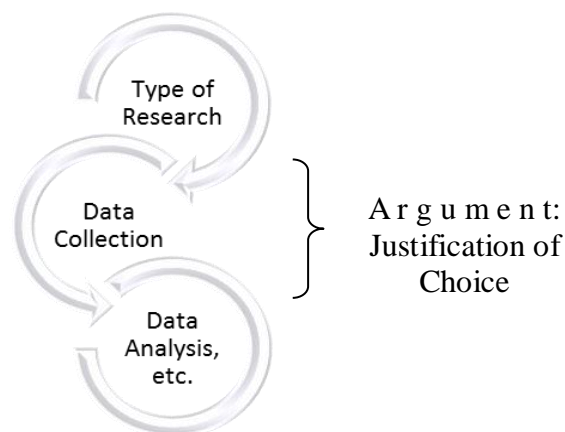 Type of
Research
Data
Collection
Data
Analysis,
etc.
A r g u m e n t:
Justification of
Choice